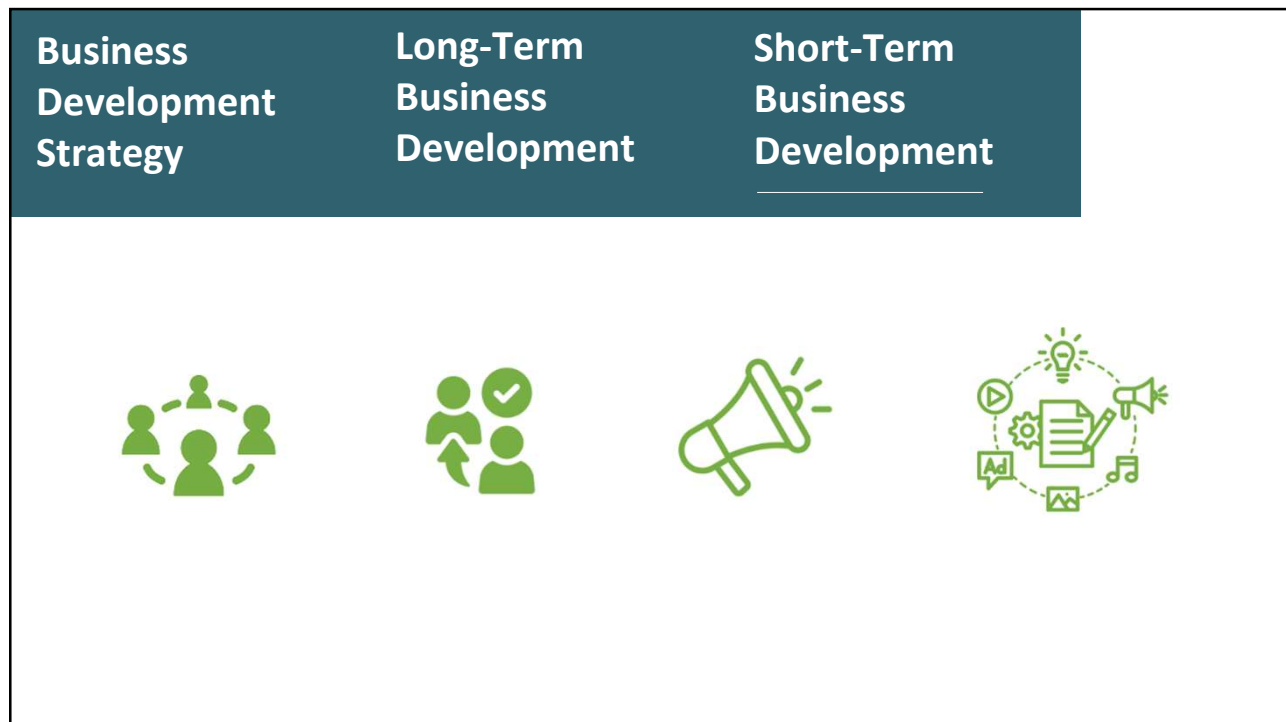 Business
Development
Strategy
Long-Term
Business
Development
Short-Term
Business
Development
Ad